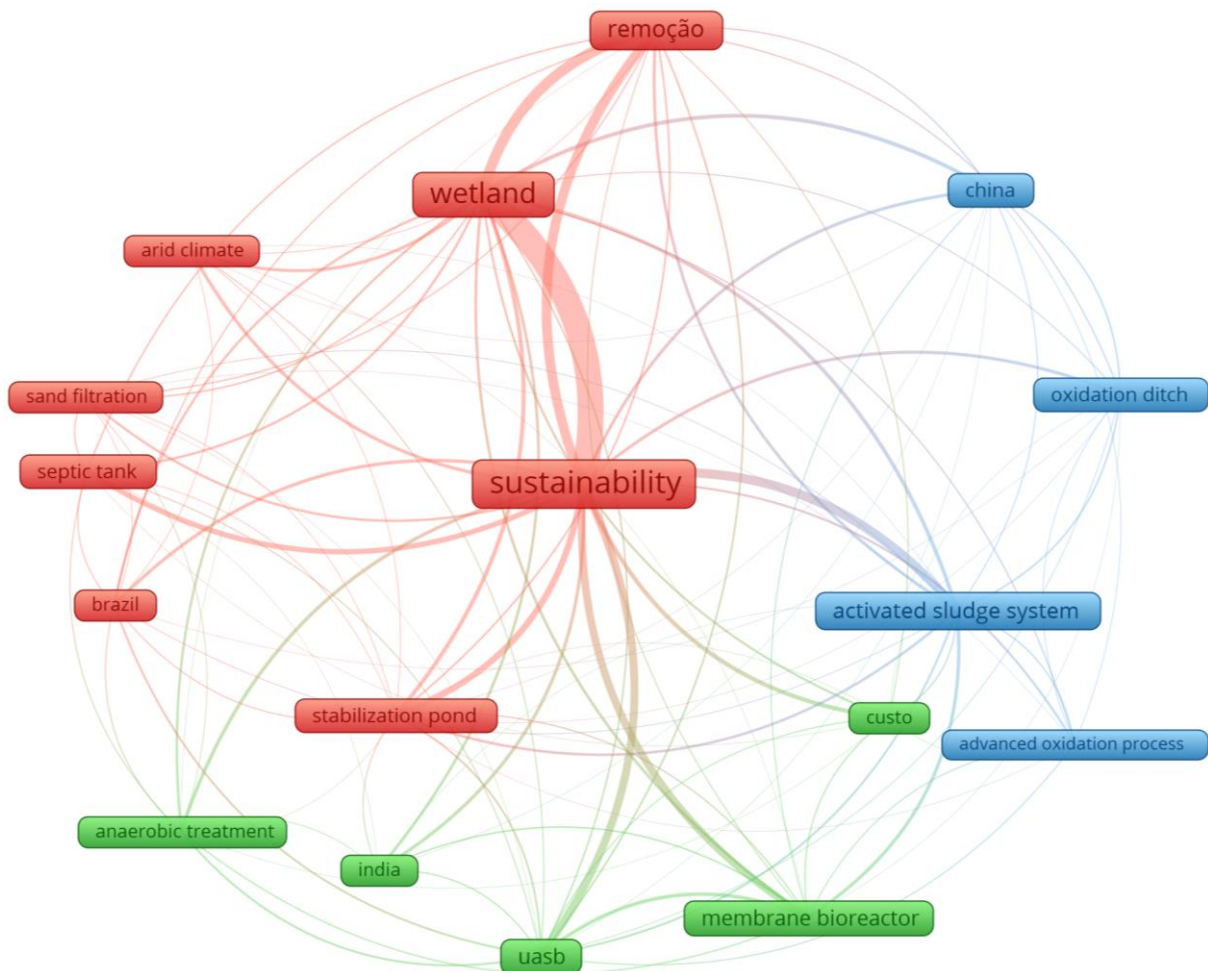 remoção
wetland
china
arid climate
sand filtration
oxidation ditch
septic tank
sustainability
brazil
activated sludge system
stabilization pond
custo
advanced oxidation process
anaerobic treatment
india
membrane bioreactor
uasb